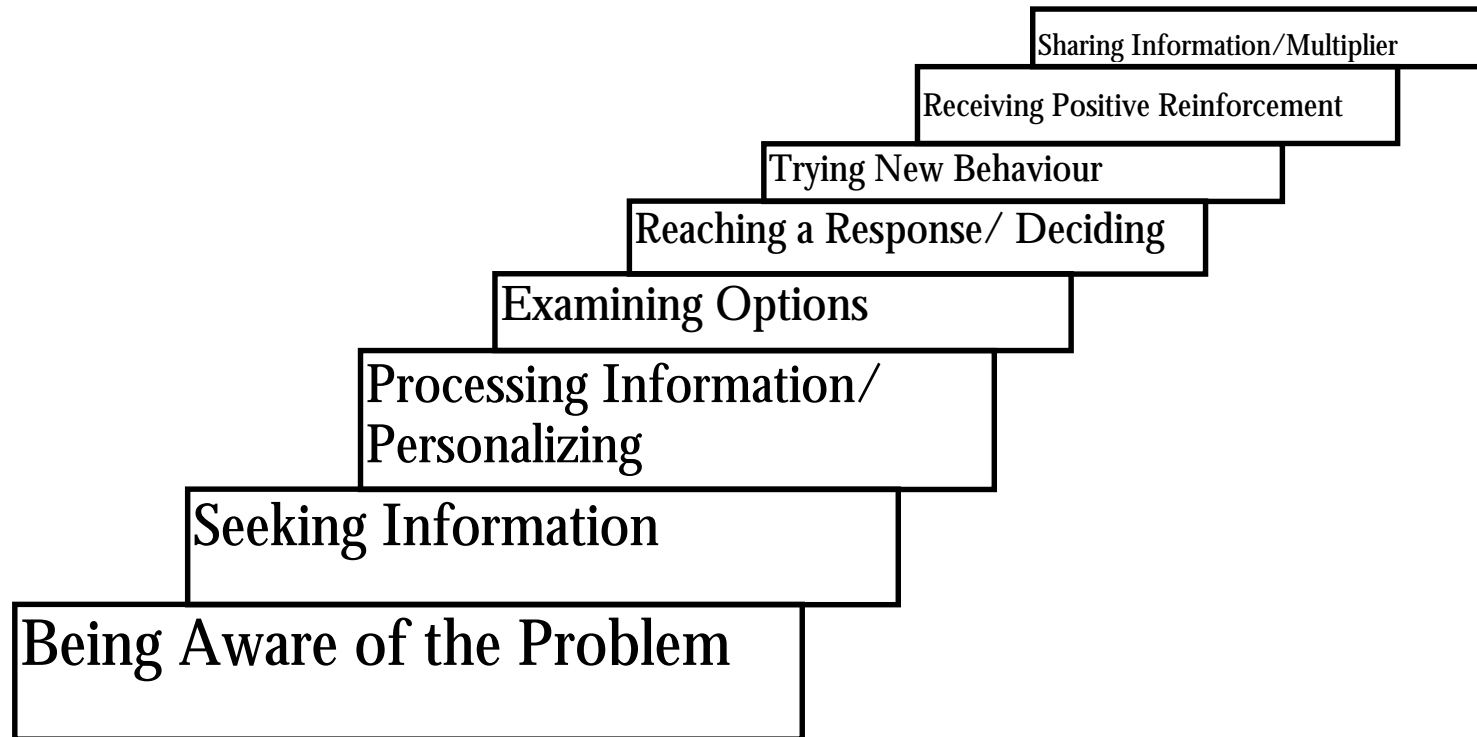 Sharing Information/Multiplier
Receiving Positive Reinforcement
Trying New Behaviour
Reaching a Response/ Deciding
Examining Options
Processing Information/
Personalizing
Seeking Information
Being Aware of the Problem